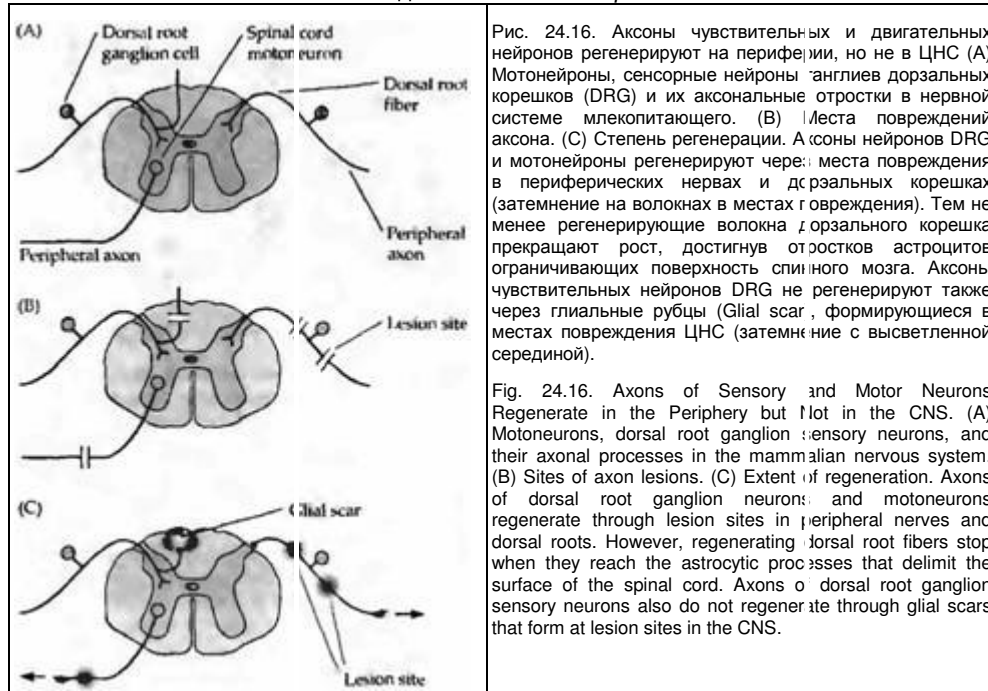 (A)
Dorsal root
ganglion cell
Spinal cord
motoneuron
Dorsal root
fiber
Peripheral
axon
Peripheral axon
(B)
Lesion site
(C)
Glial scar
Lesion site
Рис. 24.16. Аксоны чувствительных и двигательных
нейронов регенерируют на периферии, но не в ЦНС (А)
Мотонейроны, сенсорные нейроны ганглиев дорзальных
корешков (DRG) и их аксональные отростки в нервной
системе млекопитающего. (В) Места повреждений
аксона. (С) Степень регенерации. Аксоны нейронов DRG
и мотонейроны регенерируют через места повреждения
в периферических нервах и дорэальных корешках
(затемнение на волокнах в местах повреждения). Тем не
менее регенерирующие волокна дорзального корешка
прекращают рост, достигнув отростков астроцитов
ограничивающих поверхность спинного мозга. Аксоны
чувствительных нейронов DRG не регенерируют также
через глиальные рубцы (Glial scar), формирующиеся в
местах повреждения ЦНС (затемнение с высветленной
серединой).
Fig. 24.16. Axons of Sensory and Motor Neurons
Regenerate in the Periphery but Not in the CNS. (A)
Motoneurons, dorsal root ganglion sensory neurons, and
their axonal processes in the mammalian nervous system.
(B) Sites of axon lesions. (C) Extent of regeneration. Axons
of dorsal root ganglion neurons and motoneurons
regenerate through lesion sites in peripheral nerves and
dorsal roots. However, regenerating dorsal root fibers stop
when they reach the astrocytic processes that delimit the
surface of the spinal cord. Axons of dorsal root ganglion
sensory neurons also do not regenerate through glial scars
that form at lesion sites in the CNS.